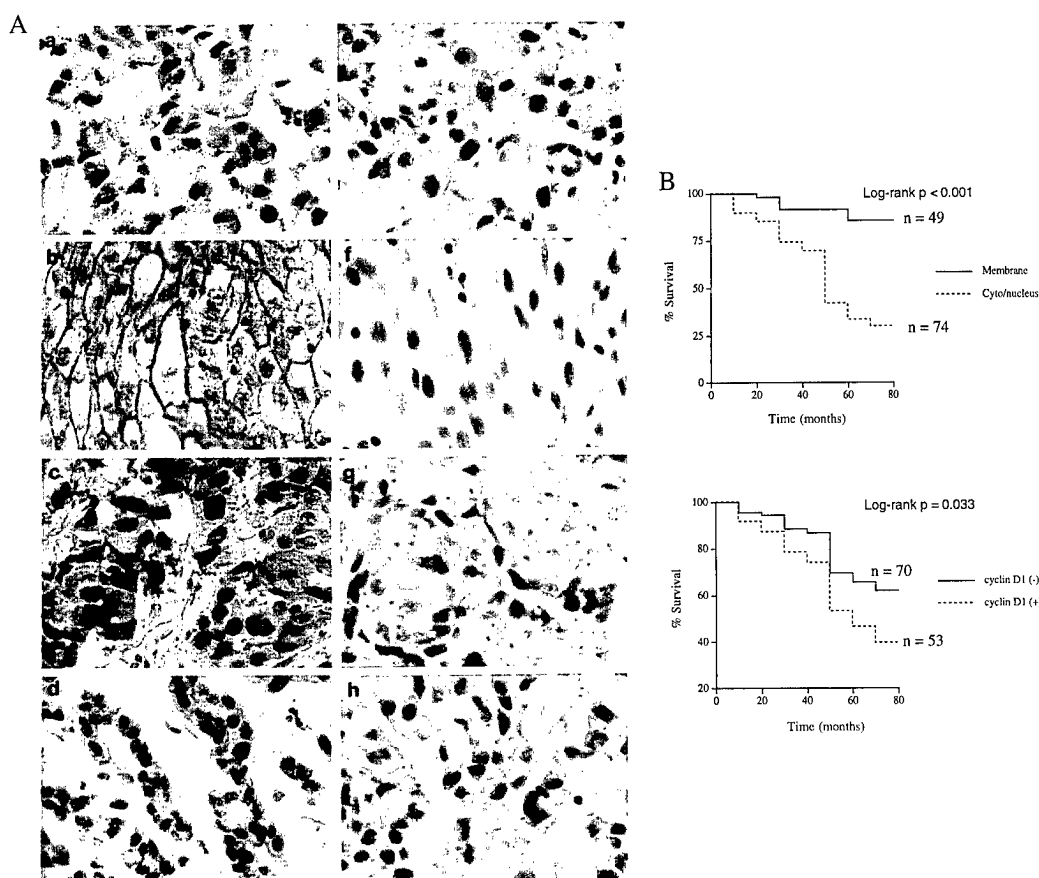 A
a
e
b
f
c
g
d
h
B
Log-rank p < 0.001
100
75
50
25
0
% Survival
n = 49
n = 74
Membrane
Cyto/nucleus
0 20 40 60 80
Time (months)
Log-rank p = 0.033
100
80
60
40
20
% Survival
n = 70
n = 53
cyclin D1 (-)
cyclin D1 (+
0 20 40 60 80
Time (months)